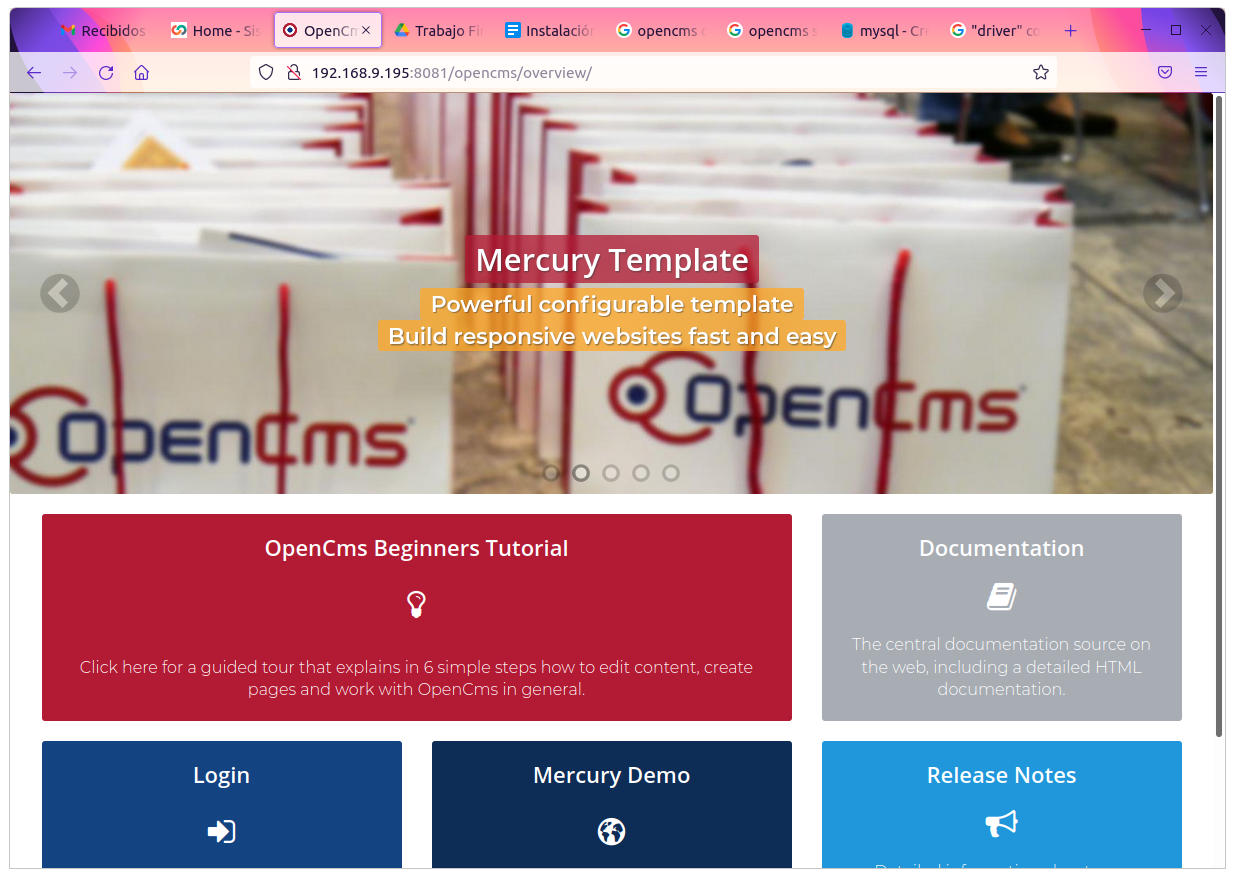 Recibidos
Home - Sis
OpenCm
Trabajo Fi
Instalación
opencms
opencms s
mysql - Cr
"driver" co
192.168.9.195:8081/opencms/overview/
Mercury Template
Powerful configurable template
Build responsive websites fast and easy
OpenCms
OpenCms
OpenCms Beginners Tutorial
Click here for a guided tour that explains in 6 simple steps how to edit content, create
pages and work with OpenCms in general.
Documentation
The central documentation source on
the web, including a detailed HTML
documentation.
Login
Mercury Demo
Release Notes